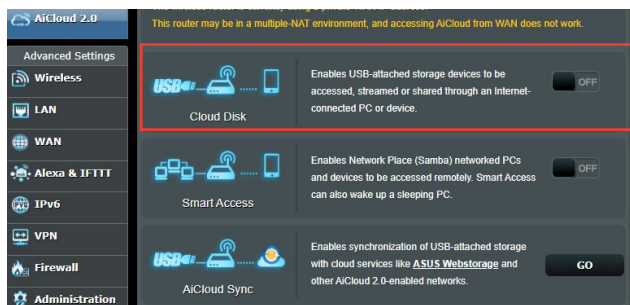 AiCloud 2.0
This router may be in a multiple-NAT environment, and accessing AiCloud from WAN does not work.
Advanced Settings
Wireless
LAN
WAN
Alexa & IFTTT
IPv6
VPN
Firewall
Administration
USB
Cloud Disk
Enables USB-attached storage devices to be
accessed, streamed or shared through an Internet-
connected PC or device.
OFF
Smart Access
Enables Network Place (Samba) networked PCs
and devices to be accessed remotely. Smart Access
can also wake up a sleeping PC.
OFF
USB
AiCloud Sync
Enables synchronization of USB-attached storage
with cloud services like ASUS Webstorage and
other AiCloud 2.0-enabled networks.
GO